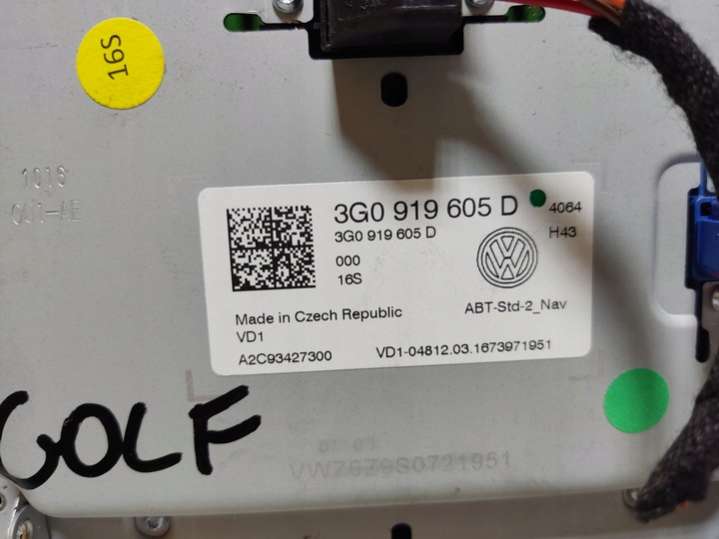 16S
1016
3G0 919 605 D
4064
3G0 919 605 D
H43
000
16S
Made in Czech Republic
ABT-Std-2_Nav
VD1
A2C93427300
VD1-04812.03.1673971951
GOLF